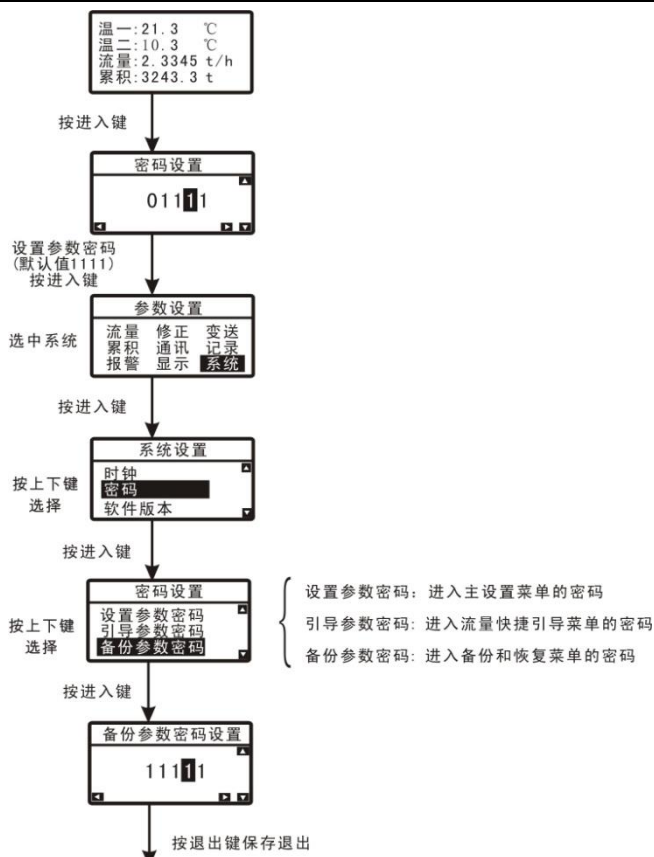 温一:21.3 ℃
温二:10.3 ℃
流量:2.3345 t/h
累积:3243.3 t
按进入键
密码设置
01111
设置参数密码
(默认值1111)
按进入键
参数设置
选中系统
流量 修正 变送
累积 通讯 记录
报警 显示 系统
按进入键
系统设置
按上下键
选择
时钟
密码
软件版本
按进入键
密码设置
按上下键
选择
设置参数密码
引导参数密码
备份参数密码
设置参数密码：进入主设置菜单的密码
引导参数密码: 进入流量快捷引导菜单的密码
备份参数密码: 进入备份和恢复菜单的密码
按进入键
备份参数密码设置
11111
按退出键保存退出